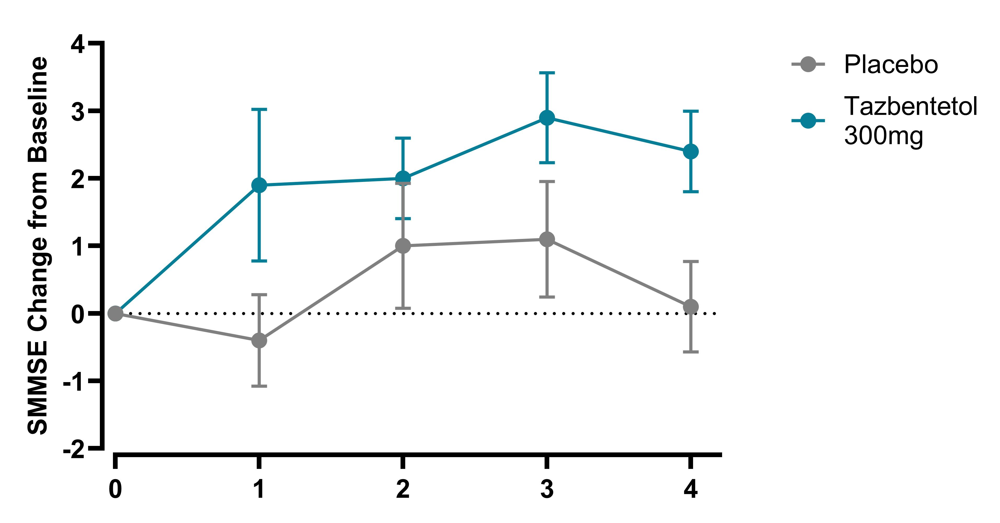 SMMSE Change from Baseline
4
3
2
1
0
-1
-2
0 1 2 3 4
Placebo
Tazbentetol
300mg